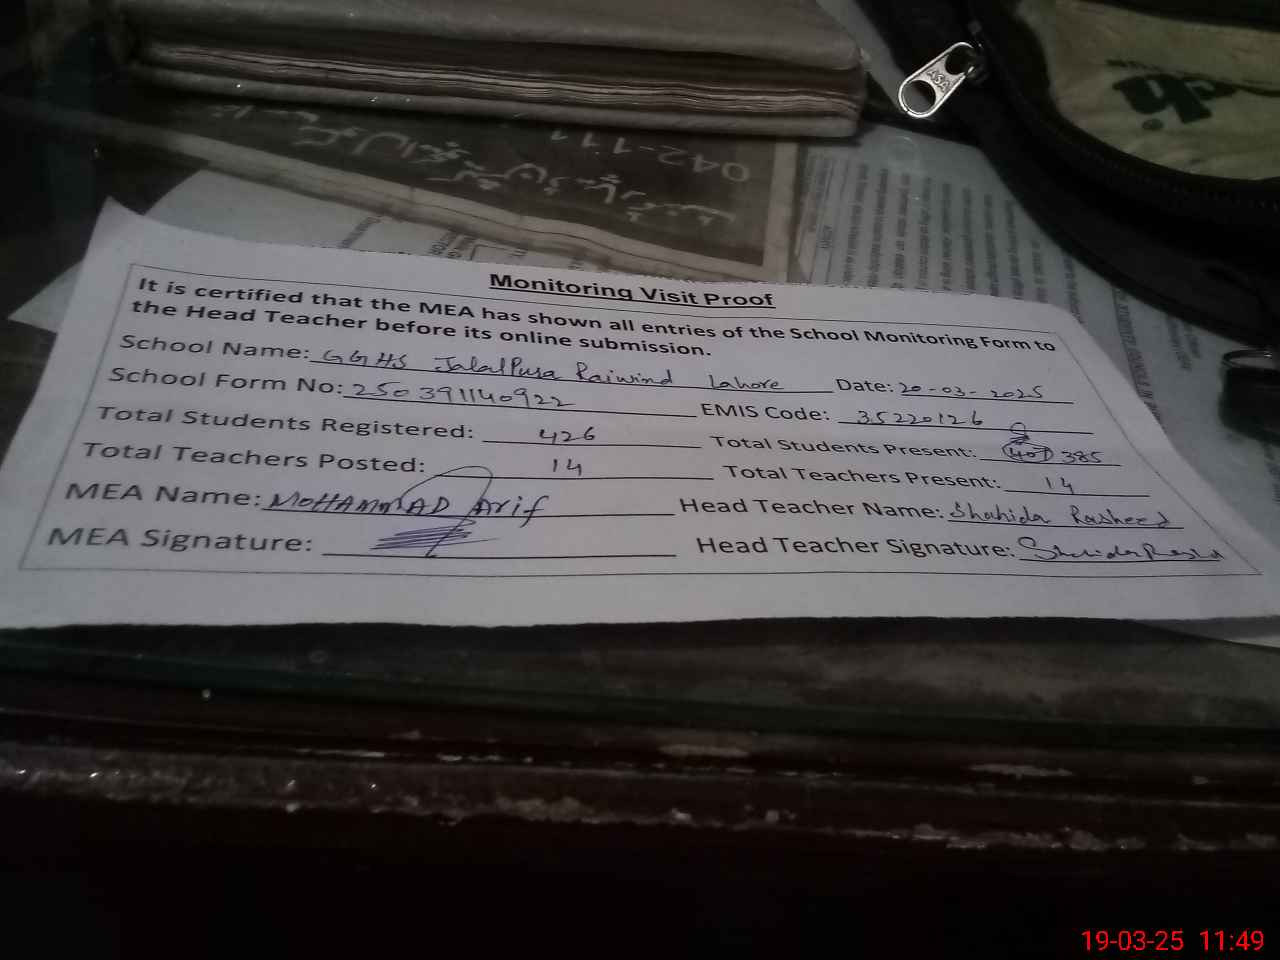 ASA
042-111
Monitoring Visit Proof
It is certified that the MEA has shown all entries of the School Monitoring Form to
the Head Teacher before its online submission.
School Name: GGHS JalalPura Raiwind Lahore Date: 20-03-2025
School Form No: 250391140922 EMIS Code: 35220126
Total Students Registered: 426 Total Students Present: 385
Total Teachers Posted: 14 Total Teachers Present: 14
MEA Name: MOHAMMAD Arif Head Teacher Name: Shahida Rasheed
MEA Signature: Head Teacher Signature: Shahida Rashid
19-03-25 11:49